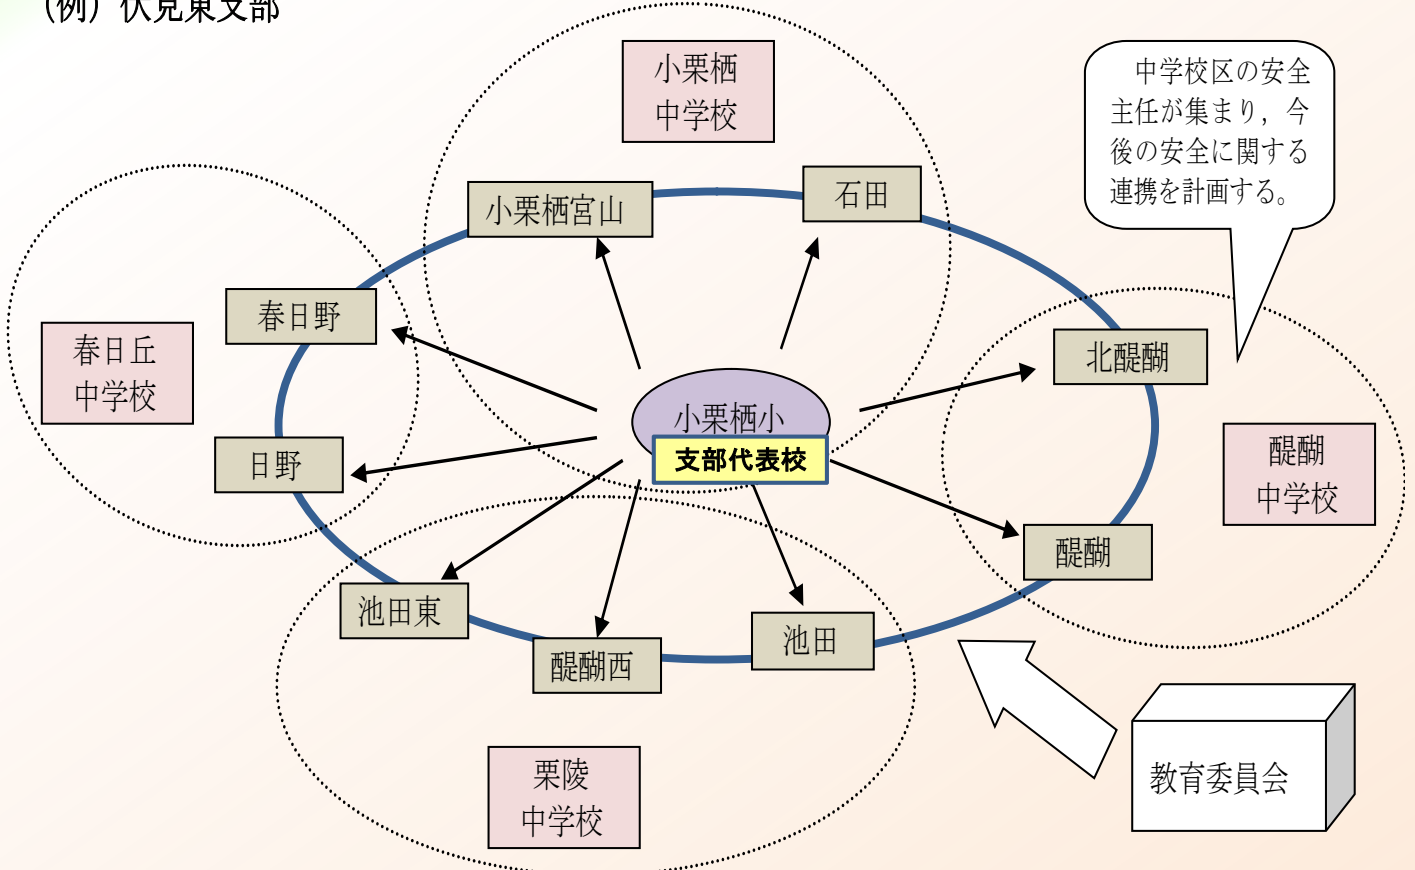 （例）伏見東支部
小栗栖
中学校
中学校区の安全
主任が集まり，今
後の安全に関する
連携を計画する。
小栗栖宮山
石田
春日野
春日丘
中学校
北醍醐
小栗栖小
支部代表校
日野
醍醐
中学校
醍醐
池田東
池田
醍醐西
栗陵
中学校
教育委員会